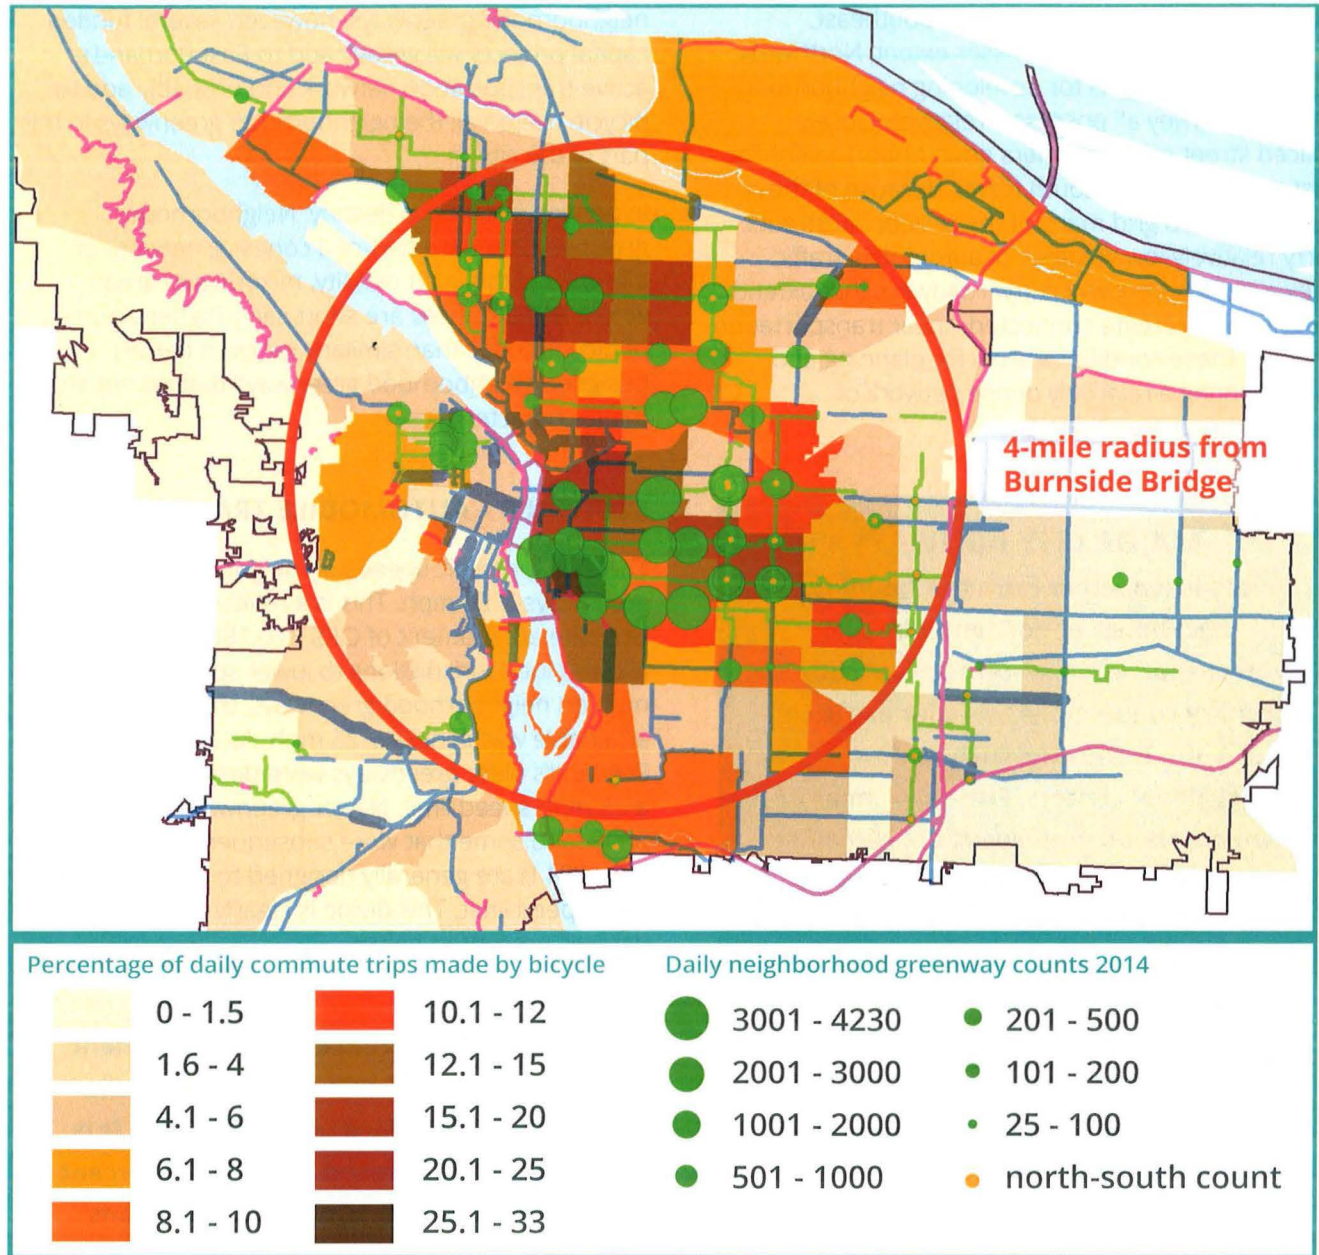 4-mile radius from
Burnside Bridge
Percentage of daily commute trips made by bicycle
0 - 1.5
1.6 - 4
4.1 - 6
6.1 - 8
8.1 - 10
10.1 - 12
12.1 - 15
15.1 - 20
20.1 - 25
25.1 - 33
Daily neighborhood greenway counts 2014
3001 - 4230
2001 - 3000
1001 - 2000
501 - 1000
201 - 500
101 - 200
25 - 100
north-south count